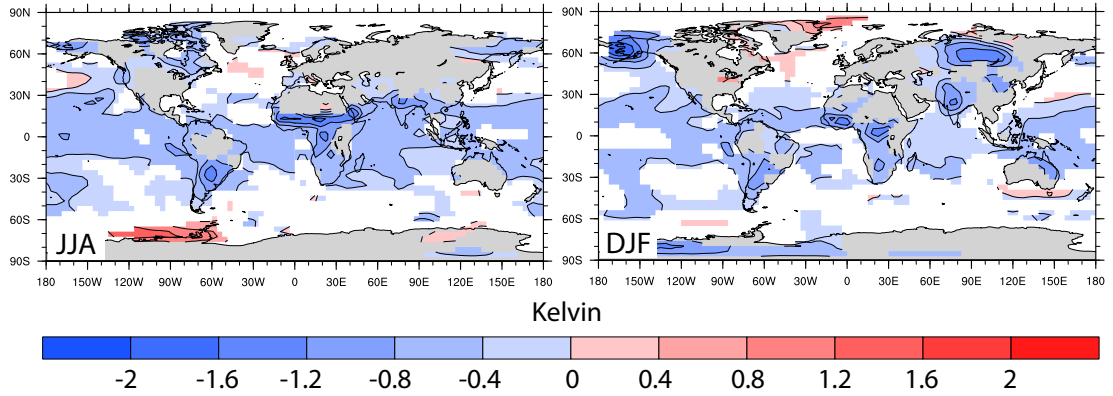 90N 90N
60N 60N
30N 30N
0 0
30S 30S
60S 60S
JJA DJF
90S 90S
180 150W 120W 90W 60W 30W 0 30E 60E 90E 120E 150E 180 180 150W 120W 90W 60W 30W 0 30E 60E 90E 120E 150E 180
Kelvin
-2 -1.6 -1.2 -0.8 -0.4 0 0.4 0.8 1.2 1.6 2